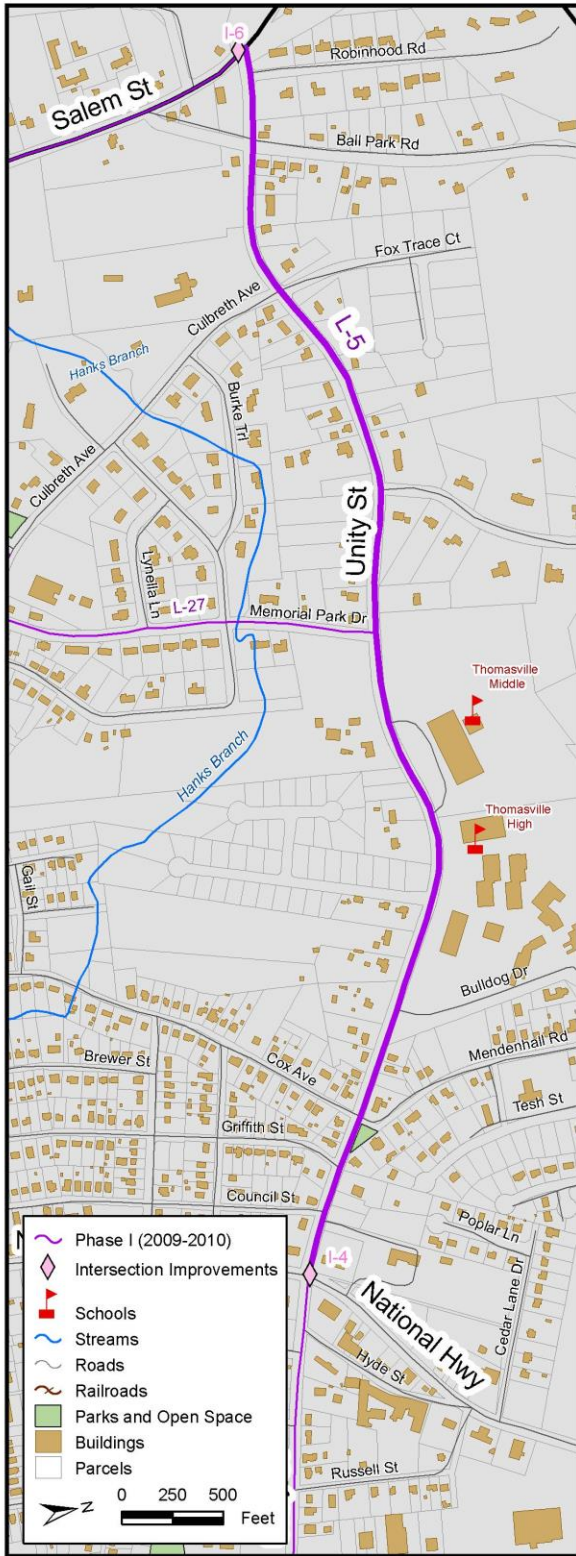 I-6
Robinhood Rd
Salem St
Ball Park Rd
Fox Trace Ct
Culbreth Ave
L-5
Hanks Branch
Burke Trl
Culbreth Ave
Unity St
Lynella Ln
L-27
Memorial Park Dr
Thomasville
Middle
Hanks Branch
Thomasville
High
Gail St
Bulldog Dr
Mendenhall Rd
Cox Ave
Brewer St
Tesh St
Griffith St
Council St
Poplar Ln
N
I-4
Cedar Lane Dr
National Hwy
Hyde St
Russell St
Phase I (2009-2010)
Intersection Improvements
Schools
Streams
Roads
Railroads
Parks and Open Space
Buildings
Parcels
N
0 250 500
Feet